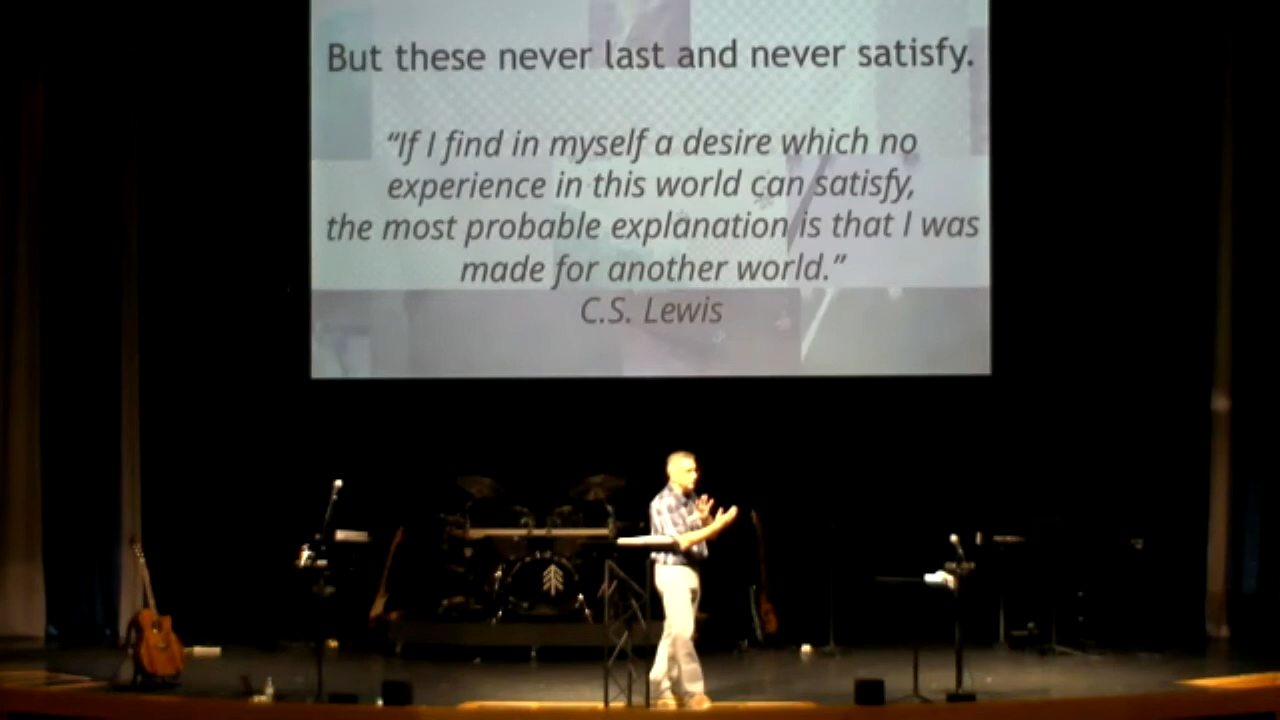 But these never last and never satisfy.
“If I find in myself a desire which no
experience in this world can satisfy,
the most probable explanation is that I was
made for another world.”
C.S. Lewis